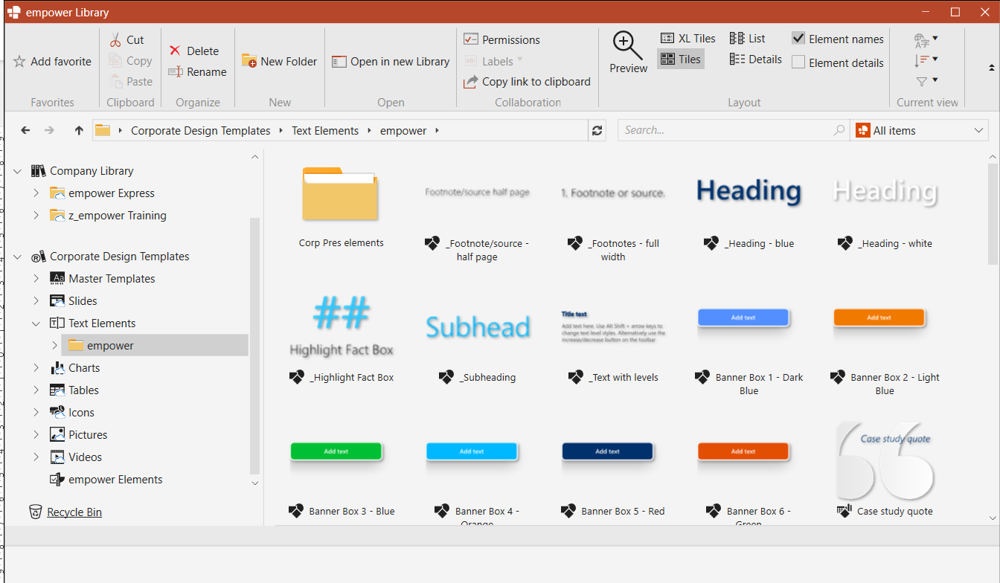 empower Library
Add favorite
Favorites
Cut
Copy
Paste
Clipboard
Delete
Rename
Organize
New Folder
New
Open in new Library
Open
Permissions
Labels
Copy link to clipboard
Collaboration
Preview
XL Tiles
Tiles
List
Details
Element names
Element details
Layout
Current view
Corporate Design Templates
Text Elements
empower
Search...
All items
Company Library
empower Express
z_empower Training
Corporate Design Templates
Master Templates
Slides
Text Elements
empower
Charts
Tables
Icons
Pictures
Videos
empower Elements
Recycle Bin
Corp Pres elements
Footnote/source half page
_Footnote/source -
half page
1. Footnote or source.
_Footnotes - full
width
Heading
_Heading - blue
Heading
_Heading - white
##
Highlight Fact Box
_Highlight Fact Box
Subhead
_Subheading
Title text
Add text here. Use Alt Shift + arrow keys to
change text level styles. Alternatively use the
increase/decrease button on the toolbar
_Text with levels
Add text
Banner Box 1 - Dark
Blue
Add text
Banner Box 2 - Light
Blue
Add text
Banner Box 3 - Blue
Add text
Banner Box 4 -
Orange
Add text
Banner Box 5 - Red
Add text
Banner Box 6 -
Green
Case study quote
Case study quote